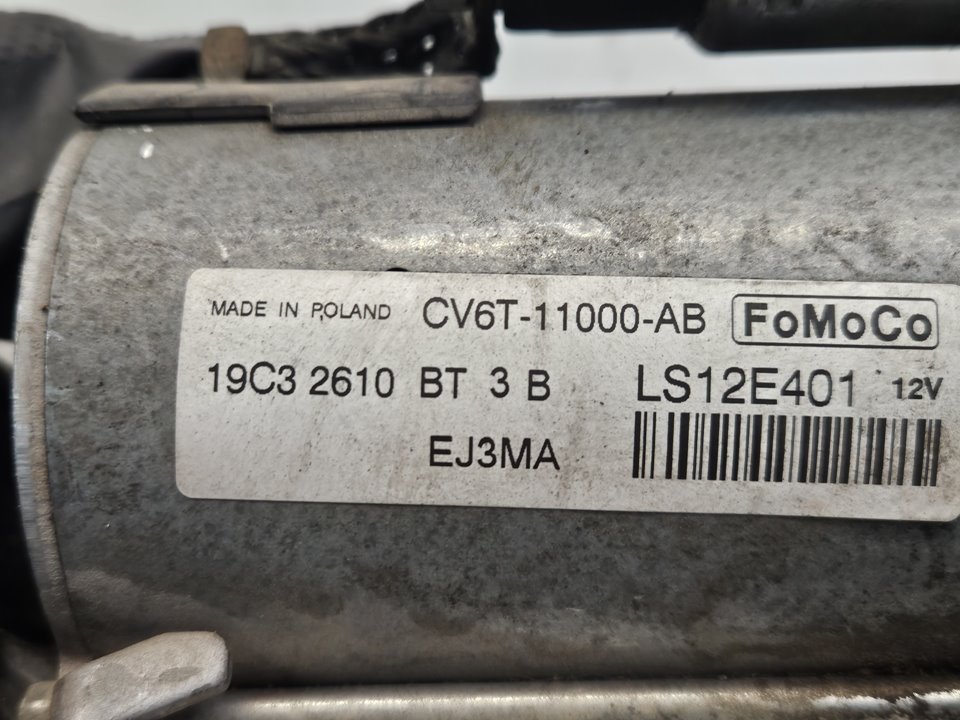 MADE IN POLAND CV6T-11000-AB FoMoCo
19C3 2610 BT 3 B LS12E401 12V
EJ3MA